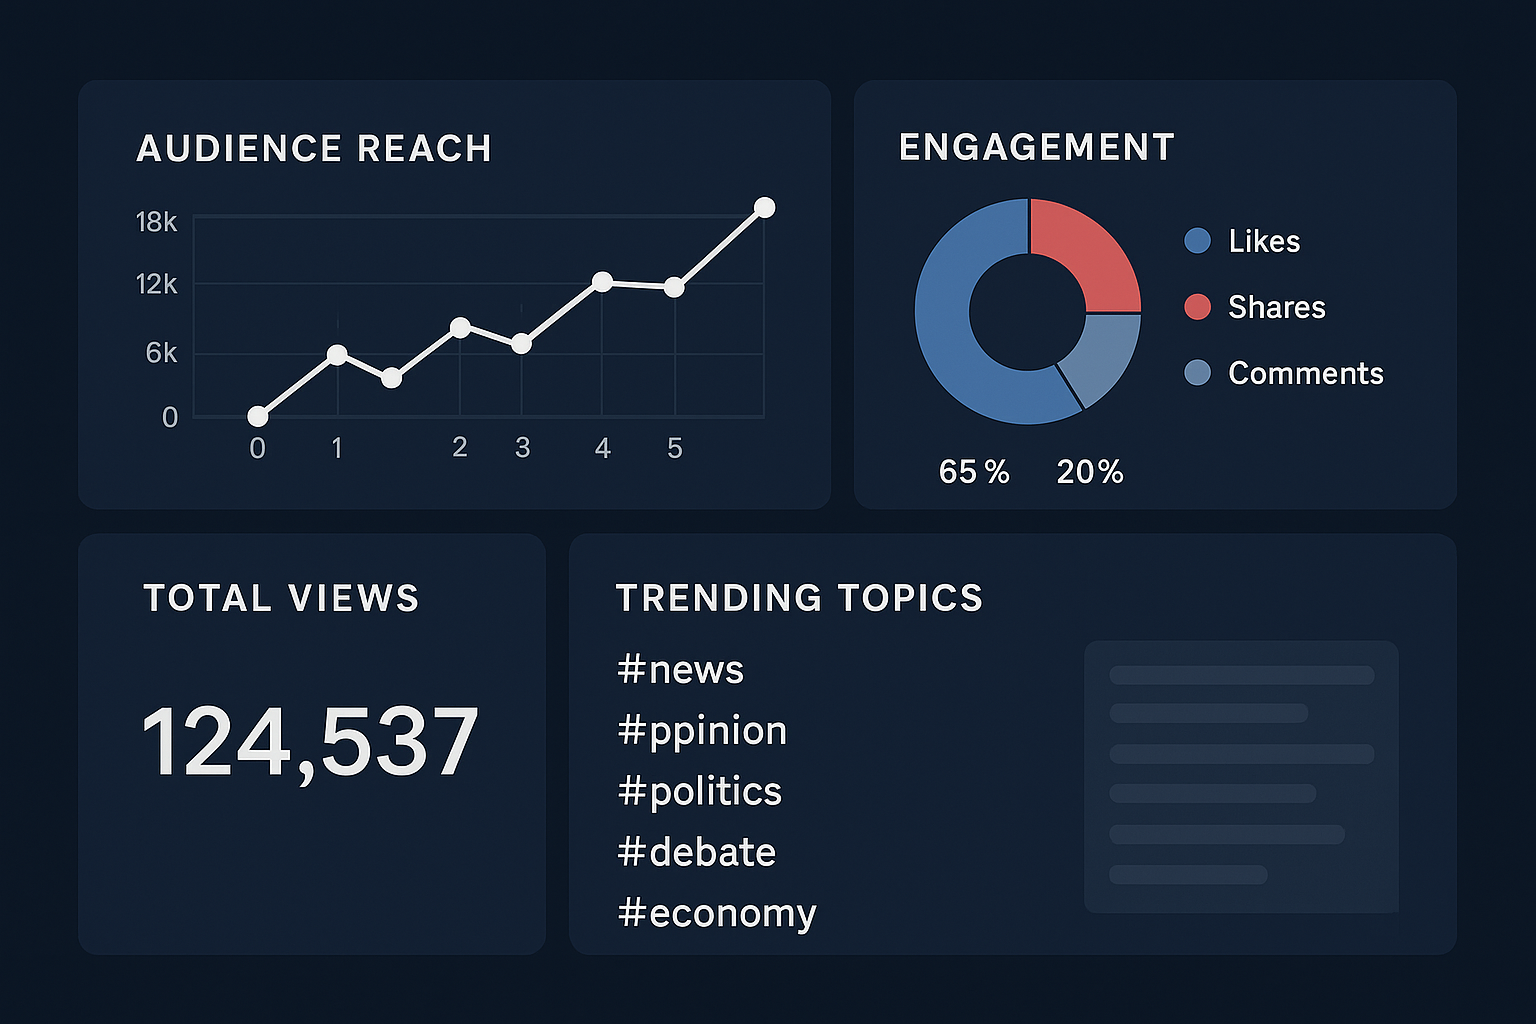 AUDIENCE REACH
18k
12k
6k
0
0 1 2 3 4 5
ENGAGEMENT
Likes
Shares
Comments
65 % 20%
TOTAL VIEWS
124,537
TRENDING TOPICS
#news
#ppinion
#politics
#debate
#economy